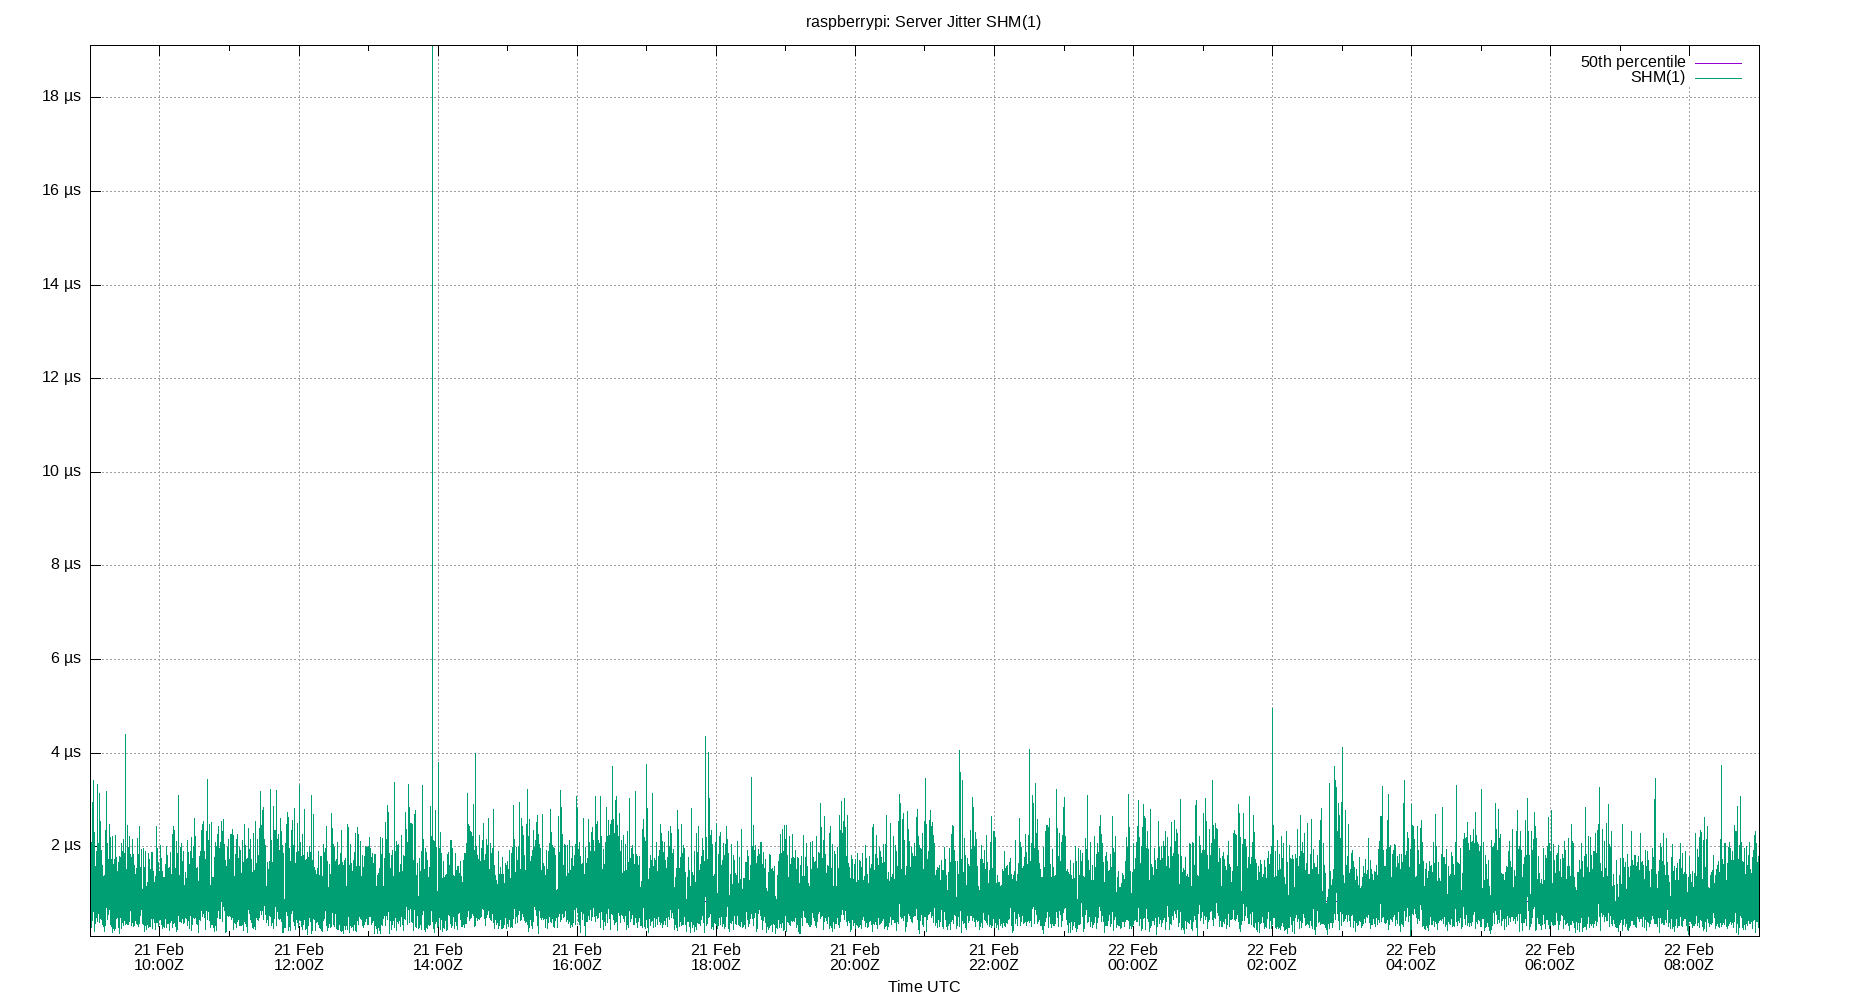 raspberrypi: Server Jitter SHM(1)
50th percentile
SHM(1)
18 µs
16 µs
14 µs
12 µs
10 µs
8 µs
6 µs
4 µs
2 µs
21 Feb 21 Feb 21 Feb 21 Feb 21 Feb 21 Feb 21 Feb 22 Feb 22 Feb 22 Feb 22 Feb 22 Feb
10:00Z 12:00Z 14:00Z 16:00Z 18:00Z 20:00Z 22:00Z 00:00Z 02:00Z 04:00Z 06:00Z 08:00Z
Time UTC